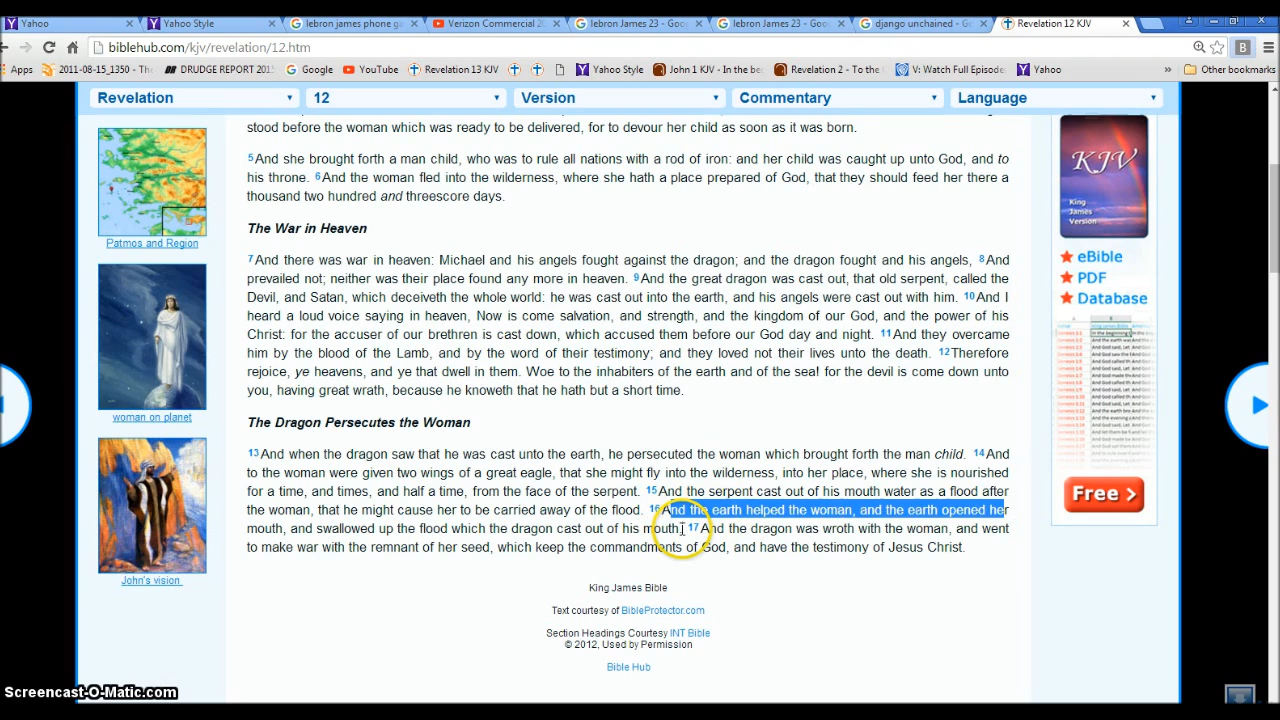 Yahoo
Yahoo Style
lebron james phone ga
Verizon Commercial 2
lebron James 23 - Goo
lebron James 23 - Goo
django unchained - Go
Revelation 12 KJV
biblehub.com/kjv/revelation/12.htm
Apps
2011-08-15_1350 - Th
DRUDGE REPORT 201
Google
YouTube
Revelation 13 KJV
Yahoo Style
John 1 KJV - In the be
Revelation 2 - To the
V: Watch Full Episode
Yahoo
»
Other bookmarks
Revelation
12
Version
Commentary
Language
stood before the woman which was ready to be delivered, for to devour her child as soon as it was born.
5And she brought forth a man child, who was to rule all nations with a rod of iron: and her child was caught up unto God, and to
his throne. 6And the woman fled into the wilderness, where she hath a place prepared of God, that they should feed her there a
thousand two hundred and threescore days.
The War in Heaven
7And there was war in heaven: Michael and his angels fought against the dragon; and the dragon fought and his angels, 8And
prevailed not; neither was their place found any more in heaven. 9And the great dragon was cast out, that old serpent, called the
Devil, and Satan, which deceiveth the whole world: he was cast out into the earth, and his angels were cast out with him. 10And I
heard a loud voice saying in heaven, Now is come salvation, and strength, and the kingdom of our God, and the power of his
Christ: for the accuser of our brethren is cast down, which accused them before our God day and night. 11And they overcame
him by the blood of the Lamb, and by the word of their testimony; and they loved not their lives unto the death. 12Therefore
rejoice, ye heavens, and ye that dwell in them. Woe to the inhabiters of the earth and of the sea! for the devil is come down unto
you, having great wrath, because he knoweth that he hath but a short time.
The Dragon Persecutes the Woman
13And when the dragon saw that he was cast unto the earth, he persecuted the woman which brought forth the man child. 14And
to the woman were given two wings of a great eagle, that she might fly into the wilderness, into her place, where she is nourished
for a time, and times, and half a time, from the face of the serpent. 15And the serpent cast out of his mouth water as a flood after
the woman, that he might cause her to be carried away of the flood. 16And the earth helped the woman, and the earth opened her
mouth, and swallowed up the flood which the dragon cast out of his mouth. 17And the dragon was wroth with the woman, and went
to make war with the remnant of her seed, which keep the commandments of God, and have the testimony of Jesus Christ.
King James Bible
Text courtesy of BibleProtector.com
Section Headings Courtesy INT Bible
© 2012, Used by Permission
Bible Hub
Patmos and Region
woman on planet
John's vision
KJV
King
James
Version
eBible
PDF
Database
Free >
Screencast-O-Matic.com